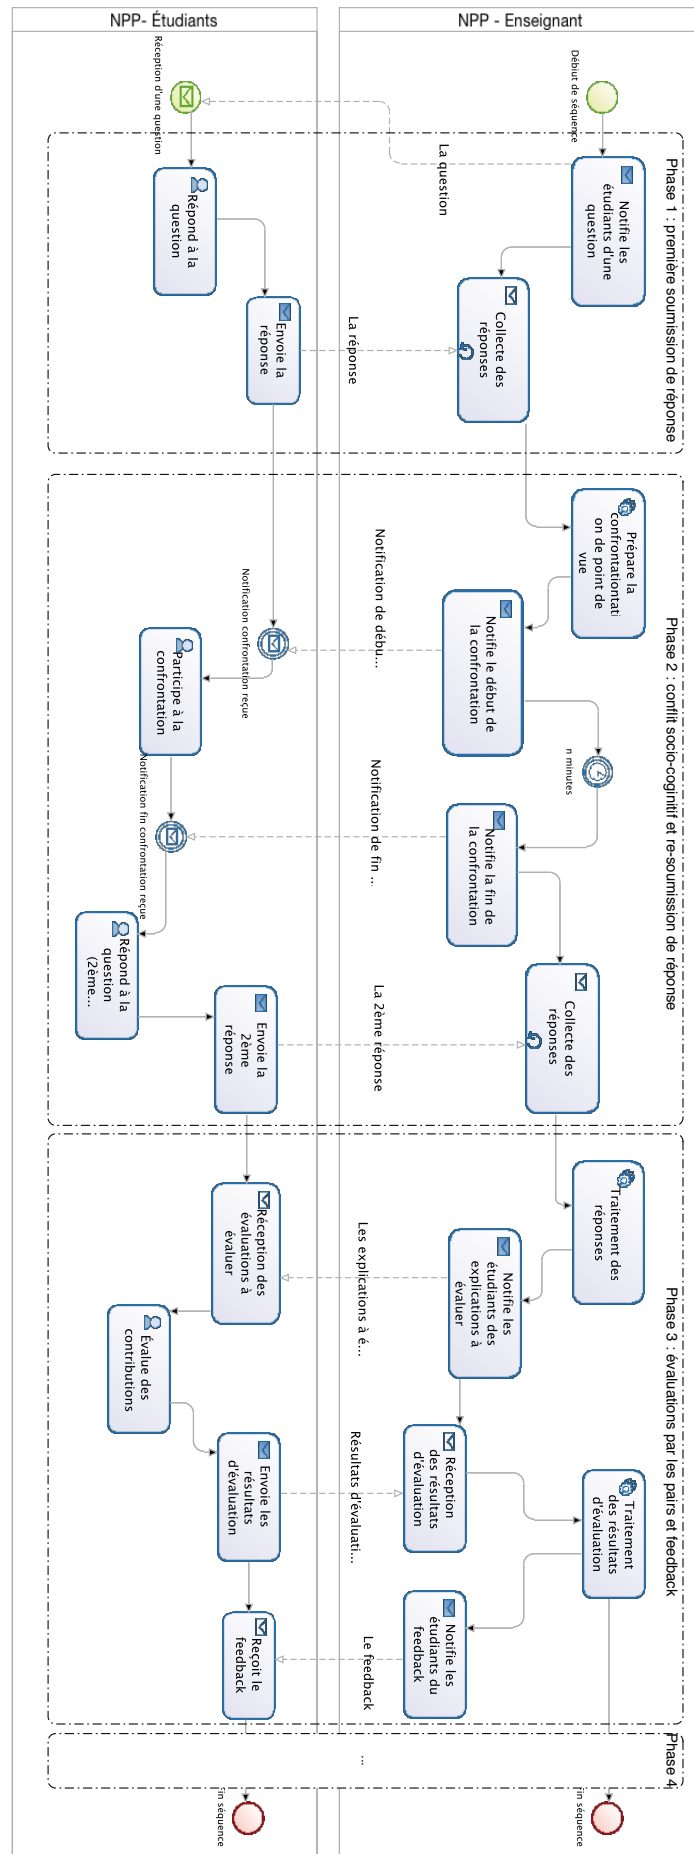 NPP- Étudiants
NPP - Enseignant
Réception d'une question
Débiut de séquence
Phase 1 : première soumission de réponse
La question
Notifie les
étudiants d'une
question
Répond à la
question
Collecte des
réponses
Envoie la
réponse
La réponse
Phase 2 : conflit socio-coginitif et re-soumission de réponse
Prépare la
confrontationtati
on de point de
vue
Notification de débu...
Notifie le début de
la confrontation
Notification confrontation reçue
Participe à la
confrontation
n minutes
Notification fin confrontation reçue
Notification de fin ...
Notifie la fin de
la confrontation
Répond à la
question
(2ème...
Envoie la
2ème
réponse
La 2ème réponse
Collecte des
réponses
Phase 3 : évaluations par les pairs et feedback
Traitement des
réponses
Réception des
évaluations à
évaluer
Les explications à é...
Notifie les
étudiants des
explications à
évaluer
Évalue des
contributions
Envoie les
résultats
d'évaluation
Résultats d'évaluati...
Réception
des résultats
d'évaluation
Traitement
des résultats
d'évaluation
Reçoit le
feedback
Le feedback
Notifie les
étudiants du
feedback
Phase 4
...
in séquence
in séquence